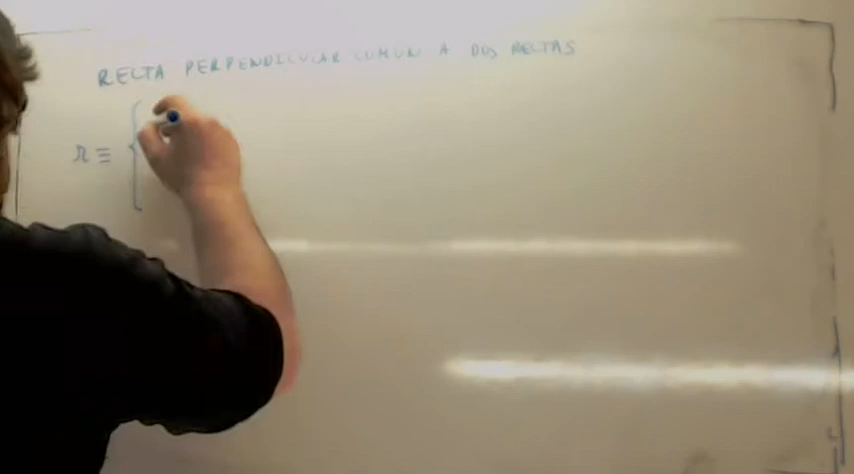 RECTA PERPENDICULAR COMUN A DOS RECTAS
r ≡ {